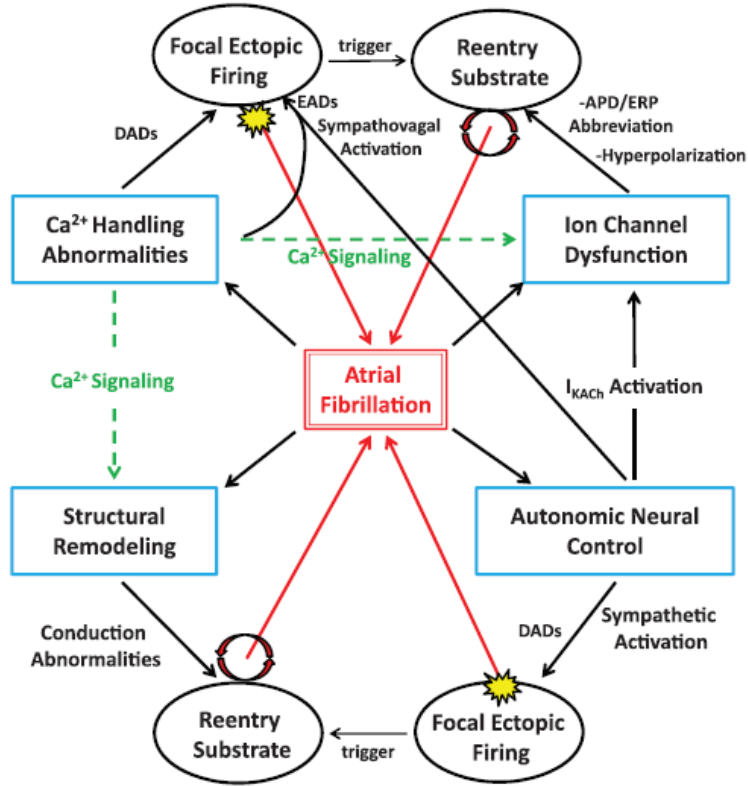 Focal Ectopic
Firing
trigger
Reentry
Substrate
DADs
EADs
Sympathovagal
Activation
-APD/ERP
Abbreviation
-Hyperpolarization
Ca²⁺ Handling
Abnormalities
Ca²⁺ Signaling
Ion Channel
Dysfunction
Ca²⁺ Signaling
Atrial
Fibrillation
I_KACh Activation
Structural
Remodeling
Autonomic Neural
Control
Conduction
Abnormalities
DADs
Sympathetic
Activation
Reentry
Substrate
trigger
Focal Ectopic
Firing